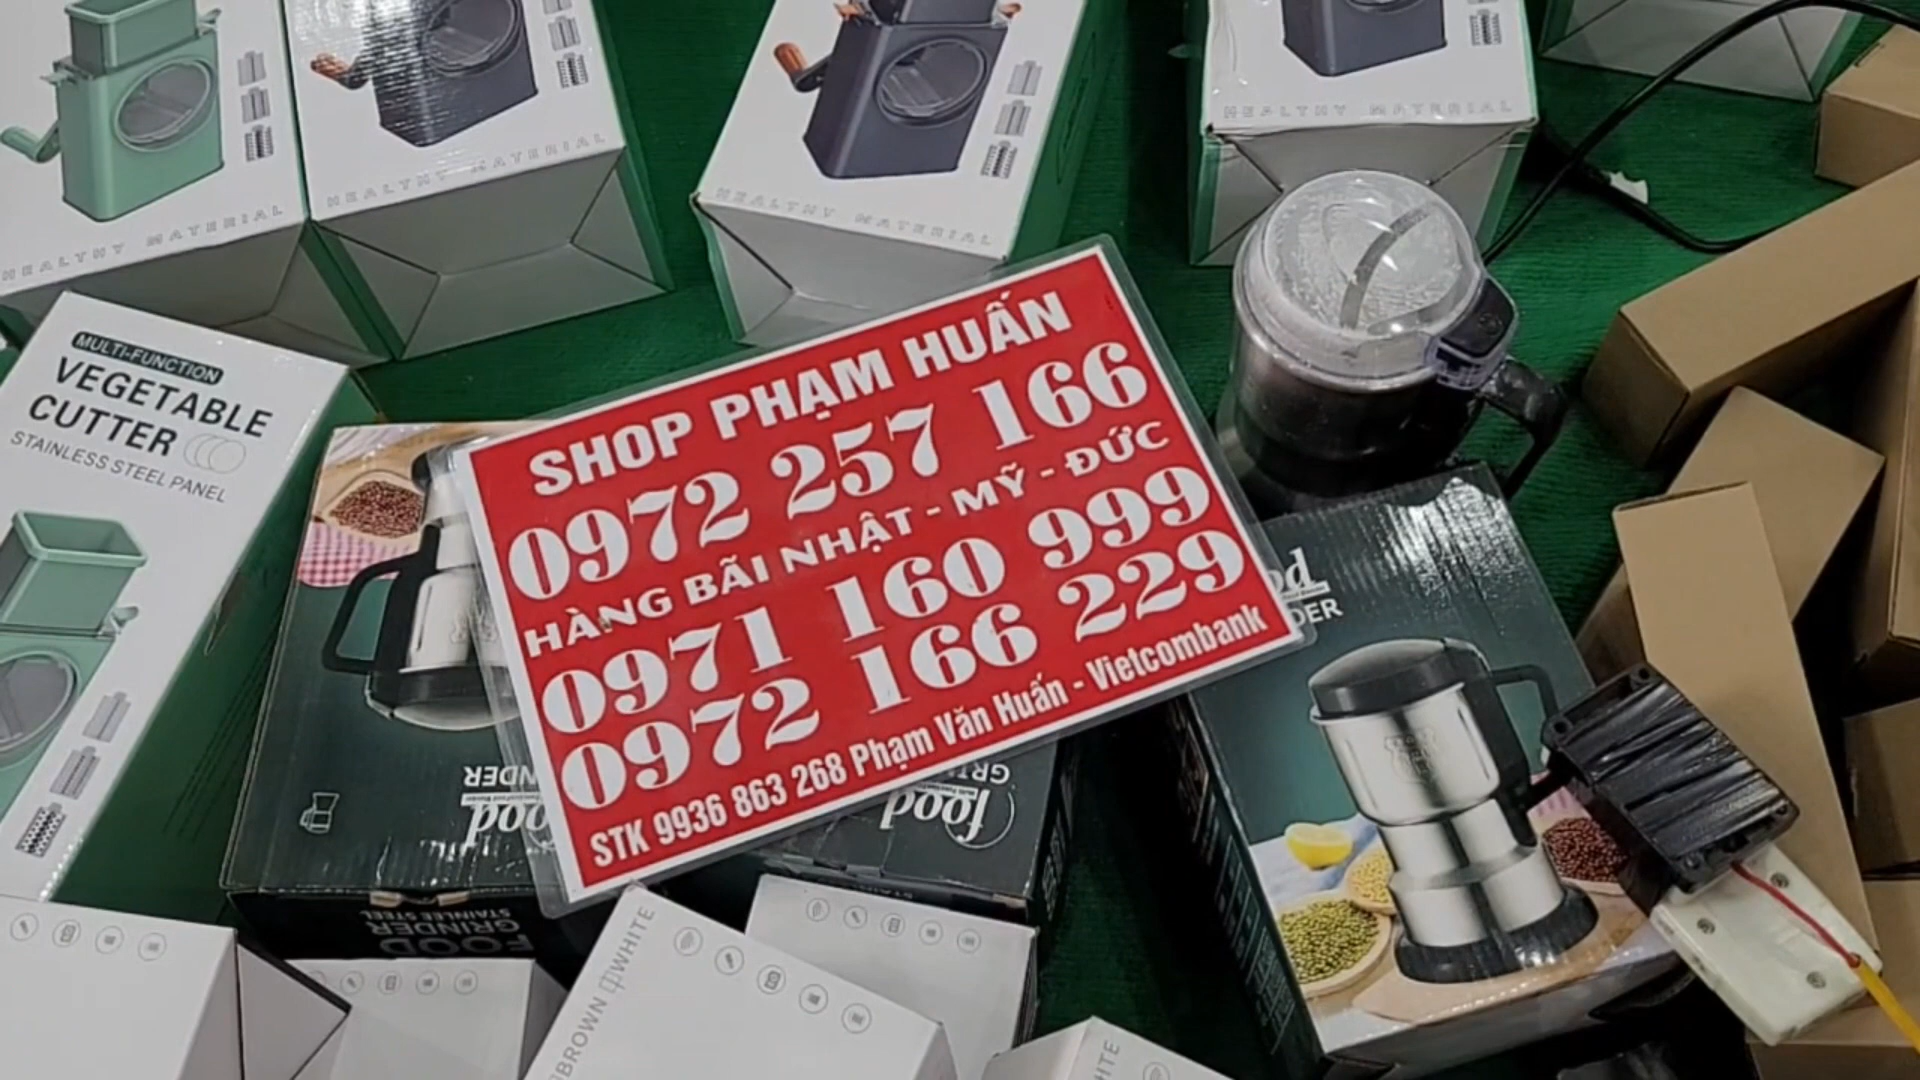 HEALTHY MATERIAL
HEALTHY MATERIAL
HEALTHY MATERIAL
HEALTHY MATERIAL
MULTI-FUNCTION
VEGETABLE
CUTTER
STAINLESS STEEL PANEL
SHOP PHẠM HUẤN
0972 257 166
HÀNG BÃI NHẬT - MỸ - ĐỨC
0971 160 999
0972 166 229
STK 9936 863 268 Phạm Văn Huấn - Vietcombank
food
food
FOOD
GRINDER
STAINLESS STEEL
BROWN WHITE